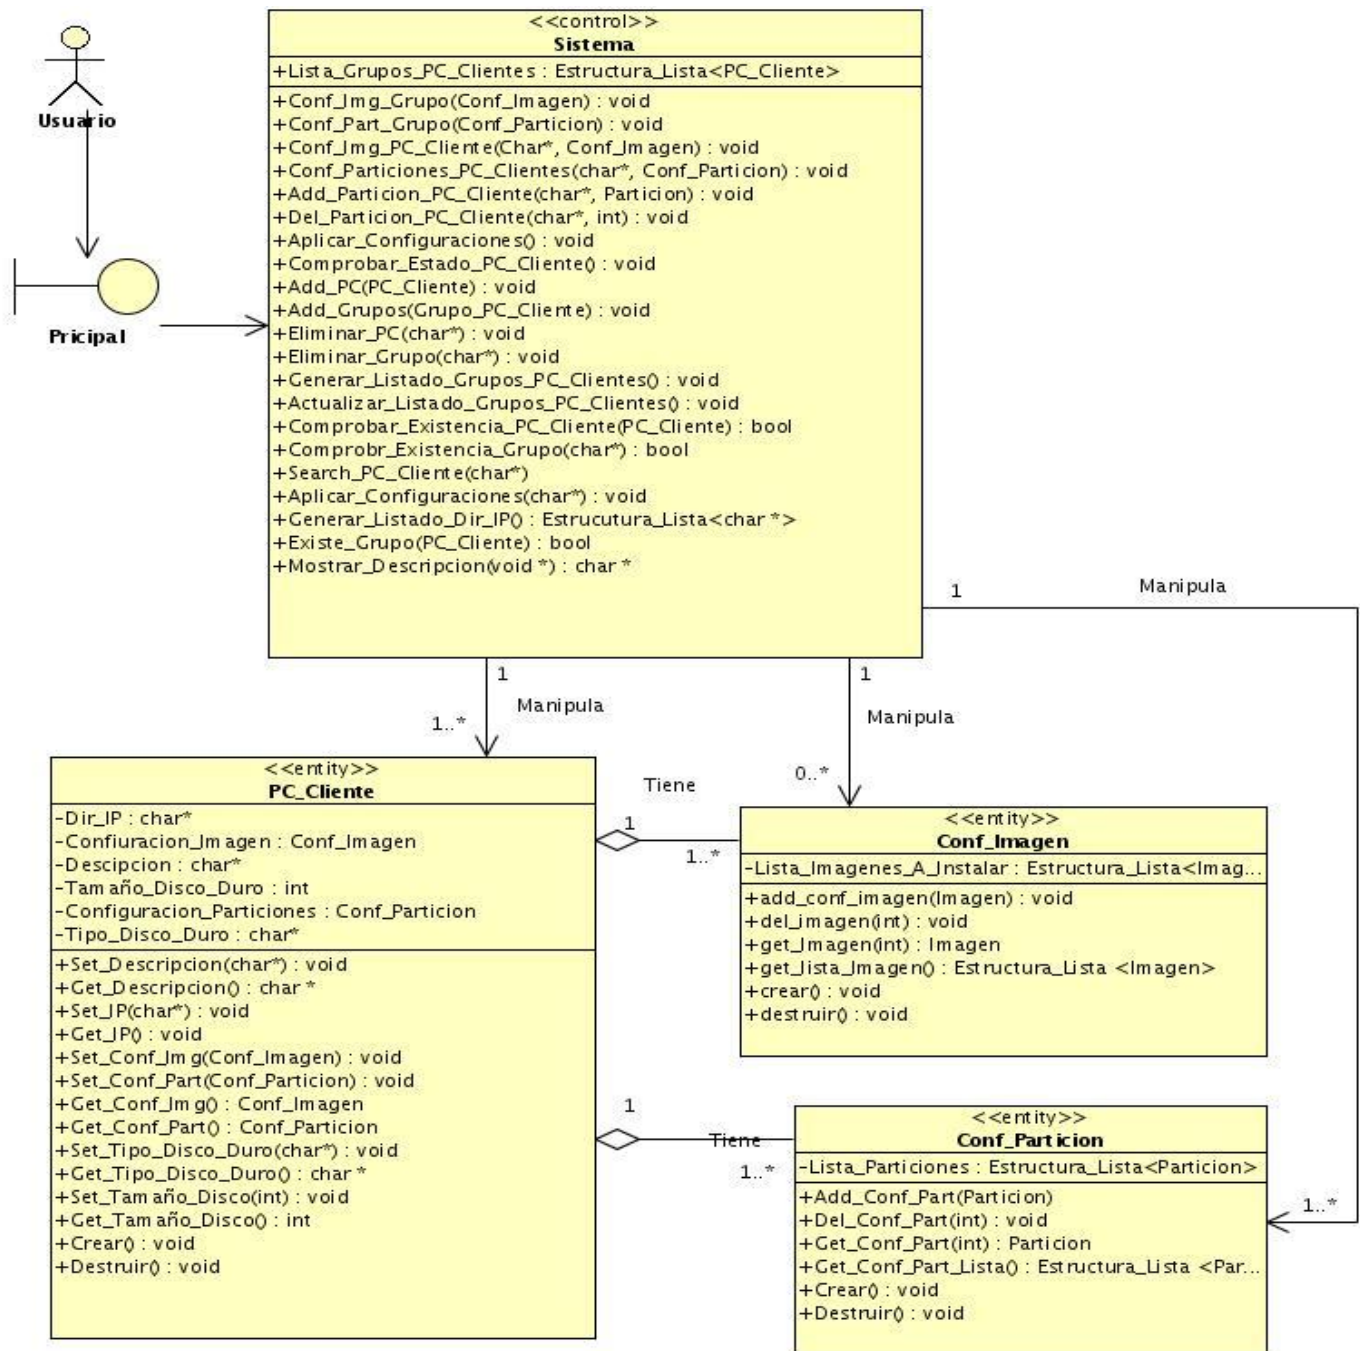 Usuario
Pricipal
<<control>>
Sistema
+Lista_Grupos_PC_Clientes : Estructura_Lista<PC_Cliente>
+Conf_Img_Grupo(Conf_Imagen) : void
+Conf_Part_Grupo(Conf_Particion) : void
+Conf_Img_PC_Cliente(Char*, Conf_Imagen) : void
+Conf_Particiones_PC_Clientes(char*, Conf_Particion) : void
+Add_Particion_PC_Cliente(char*, Particion) : void
+Del_Particion_PC_Cliente(char*, int) : void
+Aplicar_Configuraciones() : void
+Comprobar_Estado_PC_Cliente() : void
+Add_PC(PC_Cliente) : void
+Add_Grupos(Grupo_PC_Cliente) : void
+Eliminar_PC(char*) : void
+Eliminar_Grupo(char*) : void
+Generar_Listado_Grupos_PC_Clientes() : void
+Actualizar_Listado_Grupos_PC_Clientes() : void
+Comprobar_Existencia_PC_Cliente(PC_Cliente) : bool
+Comprobr_Existencia_Grupo(char*) : bool
+Search_PC_Cliente(char*)
+Aplicar_Configuraciones(char*) : void
+Generar_Listado_Dir_IP() : Estrucutura_Lista<char *>
+Existe_Grupo(PC_Cliente) : bool
+Mostrar_Descripcion(void *) : char *
1
Manipula
1
Manipula
1..*
1
Manipula
0..*
<<entity>>
PC_Cliente
-Dir_IP : char*
-Confiuracion_Imagen : Conf_Imagen
-Descipcion : char*
-Tamaño_Disco_Duro : int
-Configuracion_Particiones : Conf_Particion
-Tipo_Disco_Duro : char*
+Set_Descripcion(char*) : void
+Get_Descripcion() : char *
+Set_IP(char*) : void
+Get_IP() : void
+Set_Conf_Img(Conf_Imagen) : void
+Set_Conf_Part(Conf_Particion) : void
+Get_Conf_Img() : Conf_Imagen
+Get_Conf_Part() : Conf_Particion
+Set_Tipo_Disco_Duro(char*) : void
+Get_Tipo_Disco_Duro() : char *
+Set_Tamaño_Disco(int) : void
+Get_Tamaño_Disco() : int
+Crear() : void
+Destruir() : void
Tiene
1
1..*
<<entity>>
Conf_Imagen
-Lista_Imagenes_A_Instalar : Estructura_Lista<Imag...
+add_conf_imagen(Imagen) : void
+del_imagen(int) : void
+get_Imagen(int) : Imagen
+get_lista_Imagen() : Estructura_Lista <Imagen>
+crear() : void
+destruir() : void
1
Tiene
1..*
<<entity>>
Conf_Particion
-Lista_Particiones : Estructura_Lista<Particion>
+Add_Conf_Part(Particion)
+Del_Conf_Part(int) : void
+Get_Conf_Part(int) : Particion
+Get_Conf_Part_Lista() : Estructura_Lista <Par...
+Crear() : void
+Destruir() : void
1..*